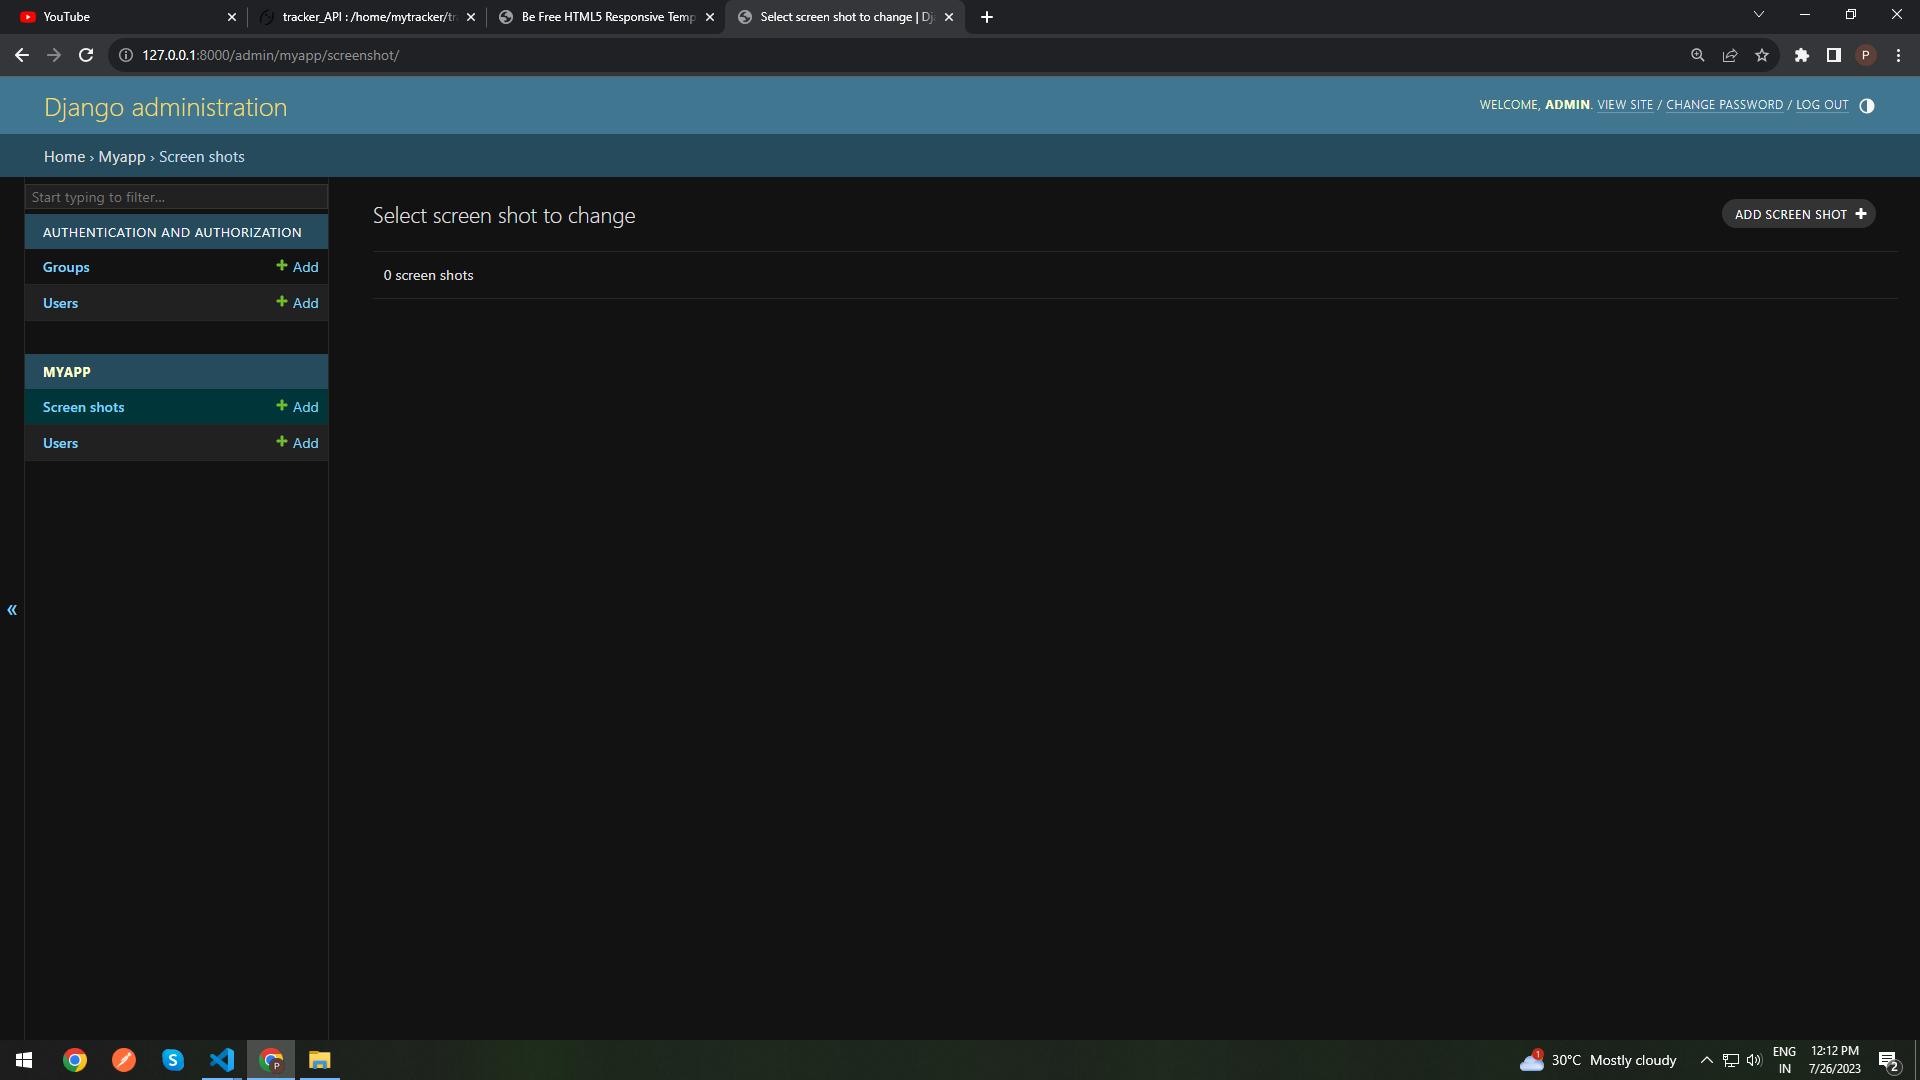 YouTube
tracker_API : /home/mytracker/tr
Be Free HTML5 Responsive Temp
Select screen shot to change | Dj
127.0.0.1:8000/admin/myapp/screenshot/
P
Django administration
WELCOME, ADMIN. VIEW SITE / CHANGE PASSWORD / LOG OUT
Home › Myapp › Screen shots
Start typing to filter...
AUTHENTICATION AND AUTHORIZATION
Groups
+ Add
Users
+ Add
MYAPP
Screen shots
+ Add
Users
+ Add
«
Select screen shot to change
ADD SCREEN SHOT +
0 screen shots
S
P
1
30°C Mostly cloudy
ENG
IN
12:12 PM
7/26/2023
2